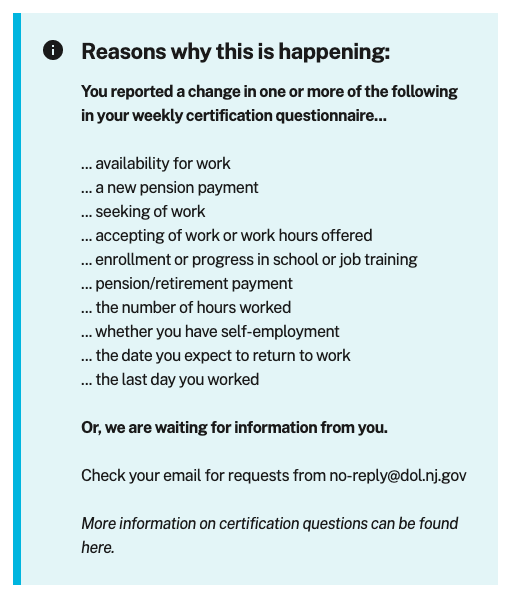 Reasons why this is happening:
You reported a change in one or more of the following
in your weekly certification questionnaire...
... availability for work
... a new pension payment
... seeking of work
... accepting of work or work hours offered
... enrollment or progress in school or job training
... pension/retirement payment
... the number of hours worked
... whether you have self-employment
... the date you expect to return to work
... the last day you worked
Or, we are waiting for information from you.
Check your email for requests from no-reply@dol.nj.gov
More information on certification questions can be found
here.